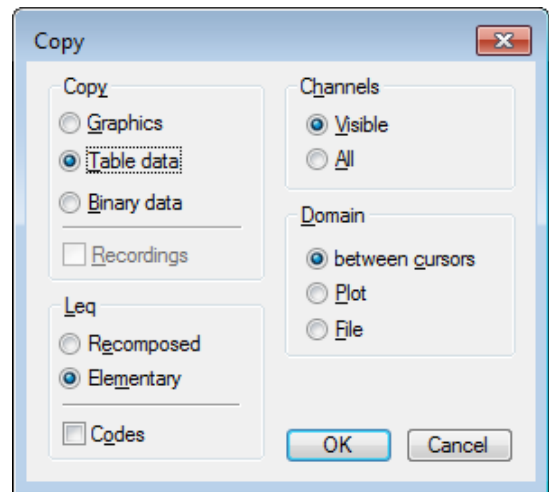 Copy
Copy
Graphics
Table data
Binary data
Recordings
Leq
Recomposed
Elementary
Codes
Channels
Visible
All
Domain
between cursors
Plot
File
OK
Cancel